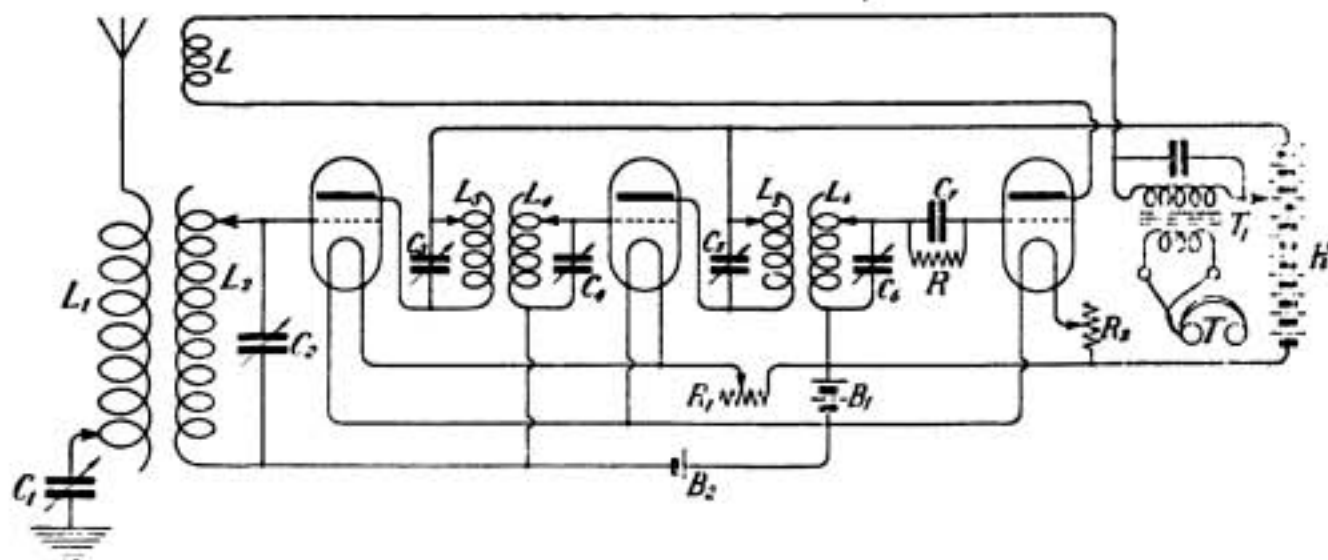 L
L₁
L₂
C₁
C₂
C₃
L₃
L₄
C₄
C₅
L₅
L₆
C₆
C₇
R
R₁
B₁
B₂
R₂
T₁
T
H